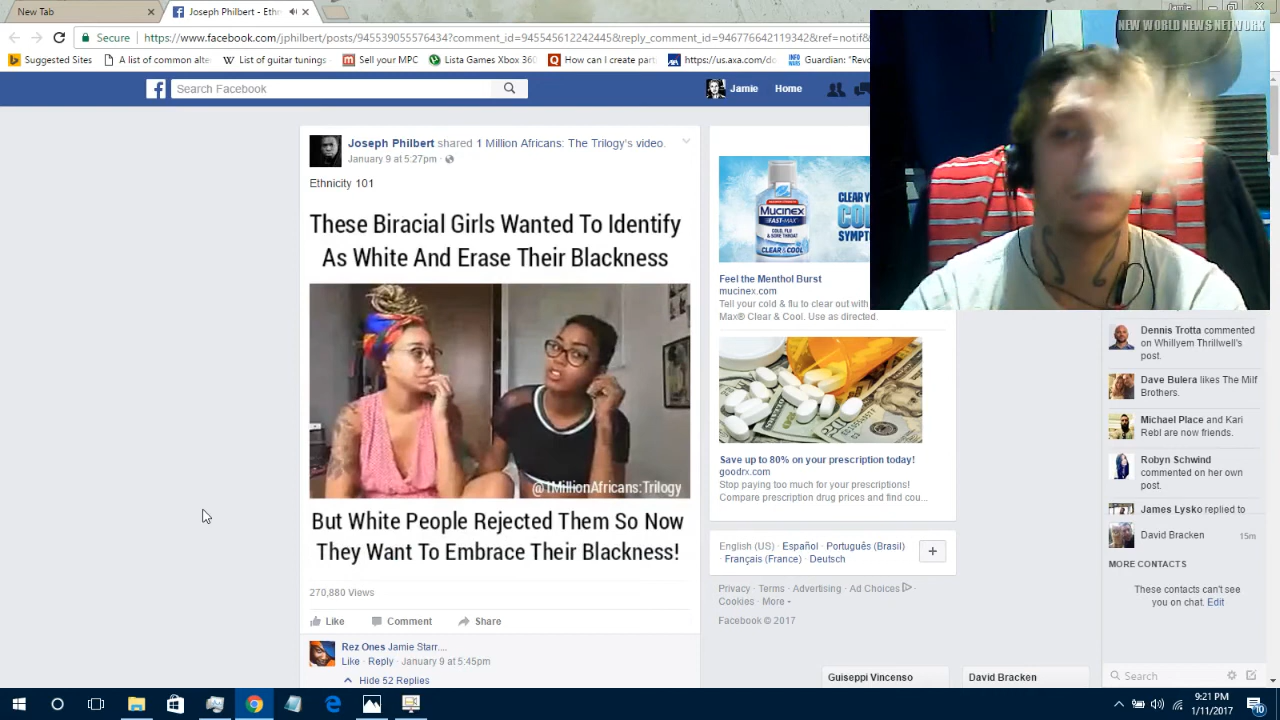 Joseph Philbert - Ethn
Secure
https://www.facebook.com/jphilbert/posts/945539055576434?comment_id=945545612242445&reply_comment_id=946776642119342&ref=notif&
Suggested Sites
A list of common alter
List of guitar tunings -
Sell your MPC
Lista Games Xbox 360
How can I create part
https://us.axa.com/do
Guardian: "Revo
NEW WORLD NEWS NETWORK
Search Facebook
Jamie
Home
Joseph Philbert shared 1 Million Africans: The Trilogy's video.
January 9 at 5:27pm ·
Ethnicity 101
These Biracial Girls Wanted To Identify
As White And Erase Their Blackness
@1MillionAfricans:Trilogy
But White People Rejected Them So Now
They Want To Embrace Their Blackness!
270,880 Views
Like
Comment
Share
Rez Ones Jamie Starr....
Like · Reply · January 9 at 5:45pm
Hide 52 Replies
Mucinex
FAST-MAX
CLEAR & COOL
CLEAR Y
SYMPT
Feel the Menthol Burst
mucinex.com
Tell your cold & flu to clear out with
Max® Clear & Cool. Use as directed.
Save up to 80% on your prescription today!
goodrx.com
Stop paying too much for your prescriptions!
Compare prescription drug prices and find cou...
English (US) · Español · Português (Brasil)
· Français (France) · Deutsch
Privacy · Terms · Advertising · Ad Choices ·
Cookies · More
Facebook © 2017
Dennis Trotta commented
on Whillyem Thrillwell's
post.
Dave Bulera likes The Milf
Brothers.
Michael Place and Kari
Rebl are now friends.
Robyn Schwind
commented on her own
post.
James Lysko replied to
David Bracken
15m
MORE CONTACTS
These contacts can't see
you on chat. Edit
Guiseppi Vincenso
David Bracken
Search
9:21 PM
1/11/2017
10